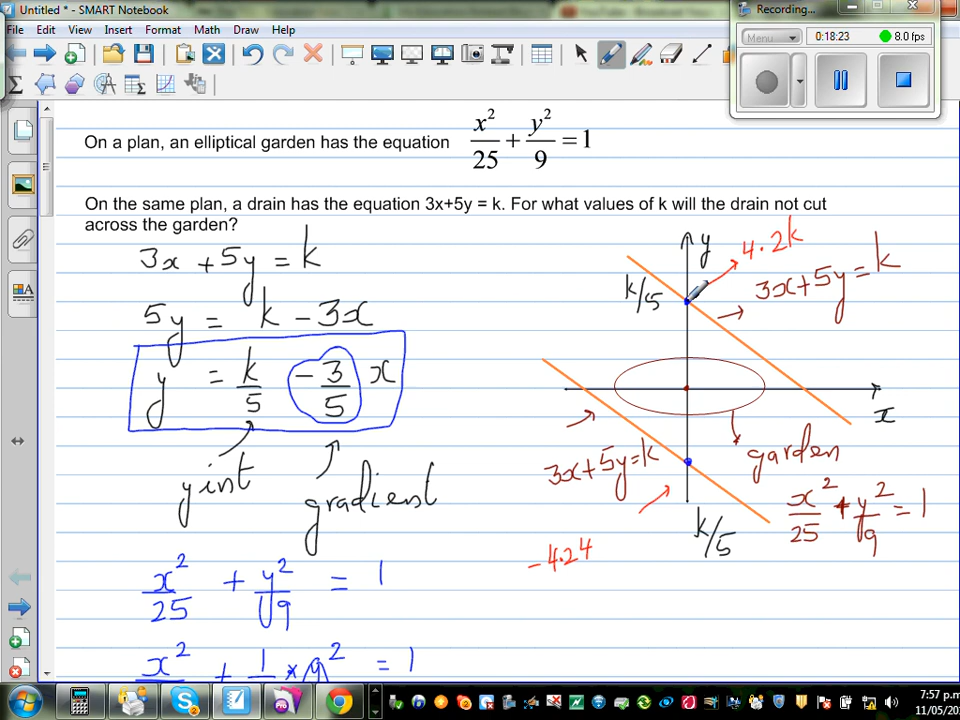 Untitled * - SMART Notebook
File Edit View Insert Format Math Draw Help
Recording...
Menu
0:18:23
8.0 fps
On a plan, an elliptical garden has the equation x²/25 + y²/9 = 1
On the same plan, a drain has the equation 3x+5y = k. For what values of k will the drain not cut
across the garden?
3x + 5y = k
5y = k - 3x
y = k/5 - 3/5 x
y int
gradient
x²/25 + y²/9 = 1
y
4.2k
k/5
3x+5y = k
x
garden
3x+5y=k
x²/25 + y²/9 = 1
k/5
-4.24
7:57 p.m